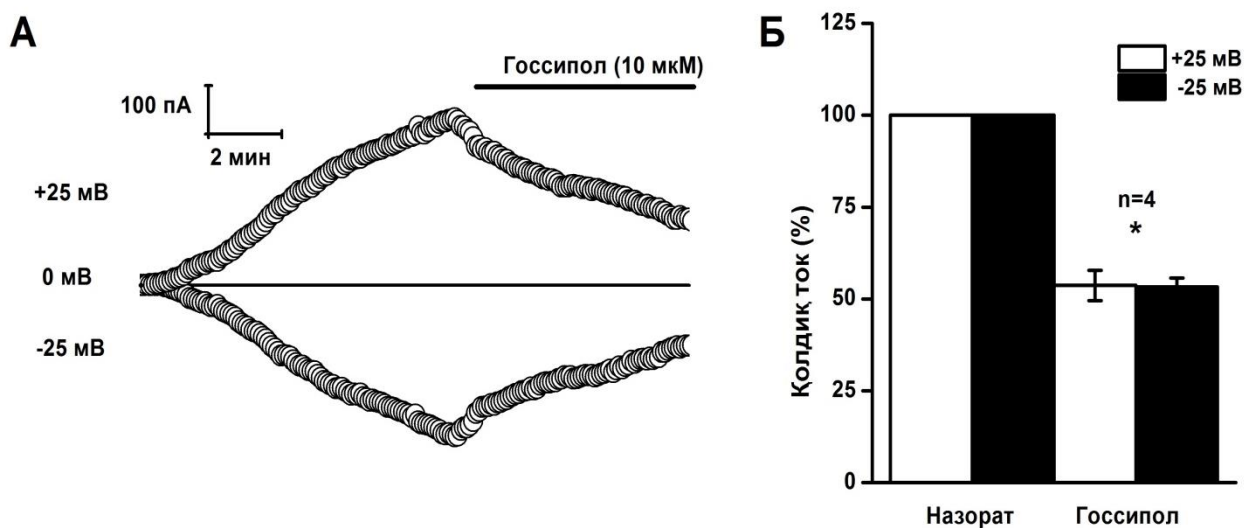 А
Госсипол (10 мкМ)
100 пА
2 мин
+25 мВ
0 мВ
-25 мВ
Б
125
100
75
50
25
0
Қолдиқ ток (%)
+25 мВ
-25 мВ
n=4
*
Назорат
Госсипол